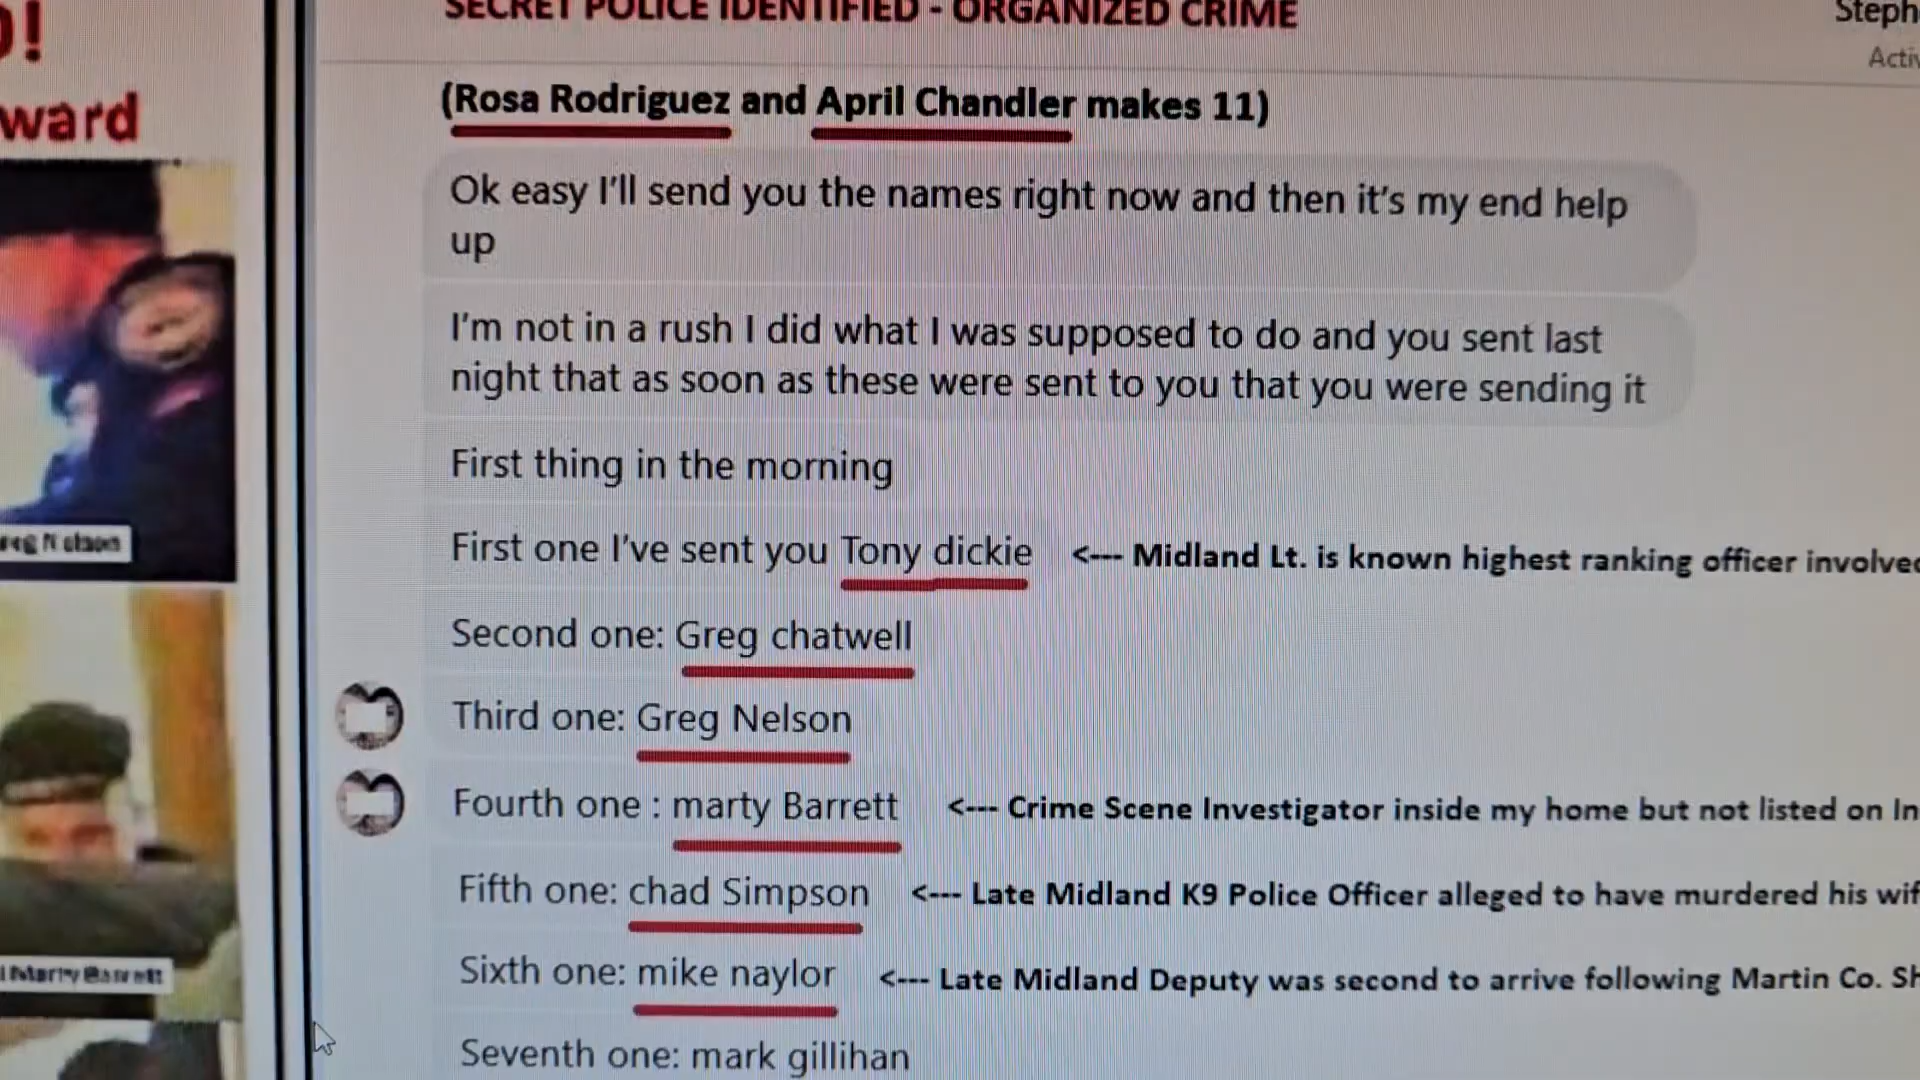 SECRET POLICE IDENTIFIED - ORGANIZED CRIME
Steph
Activ
!
ward
(Rosa Rodriguez and April Chandler makes 11)
Ok easy I'll send you the names right now and then it's my end help
up
I'm not in a rush I did what I was supposed to do and you sent last
night that as soon as these were sent to you that you were sending it
First thing in the morning
First one I've sent you Tony dickie <--- Midland Lt. is known highest ranking officer involved
Second one: Greg chatwell
Third one: Greg Nelson
Fourth one : marty Barrett <--- Crime Scene Investigator inside my home but not listed on In
Fifth one: chad Simpson <--- Late Midland K9 Police Officer alleged to have murdered his wif
Sixth one: mike naylor <--- Late Midland Deputy was second to arrive following Martin Co. Sh
Seventh one: mark gillihan
Marty Barrett